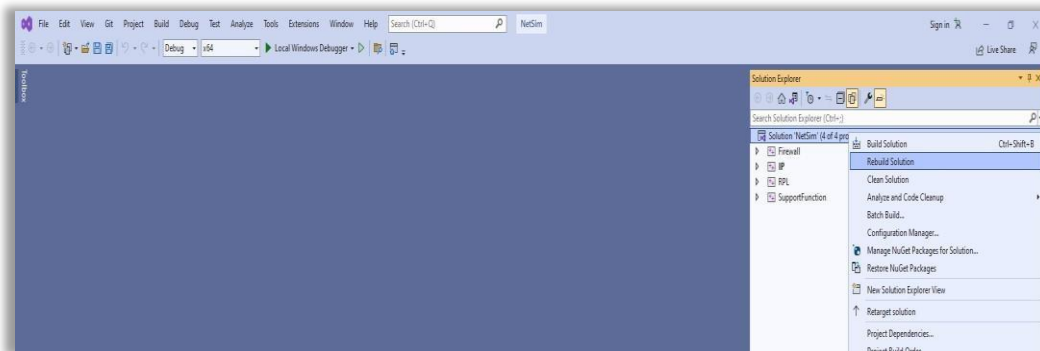 File Edit View Git Project Build Debug Test Analyze Tools Extensions Window Help Search (Ctrl+Q) NetSim Sign in
Debug x64 Local Windows Debugger Live Share
Toolbox
Solution Explorer
Search Solution Explorer (Ctrl+;)
Solution 'NetSim' (4 of 4 pro
Firewall
IP
RPL
SupportFunction
Build Solution Ctrl+Shift+B
Rebuild Solution
Clean Solution
Analyze and Code Cleanup
Batch Build...
Configuration Manager...
Manage NuGet Packages for Solution...
Restore NuGet Packages
New Solution Explorer View
Retarget solution
Project Dependencies...
Project Build Order...